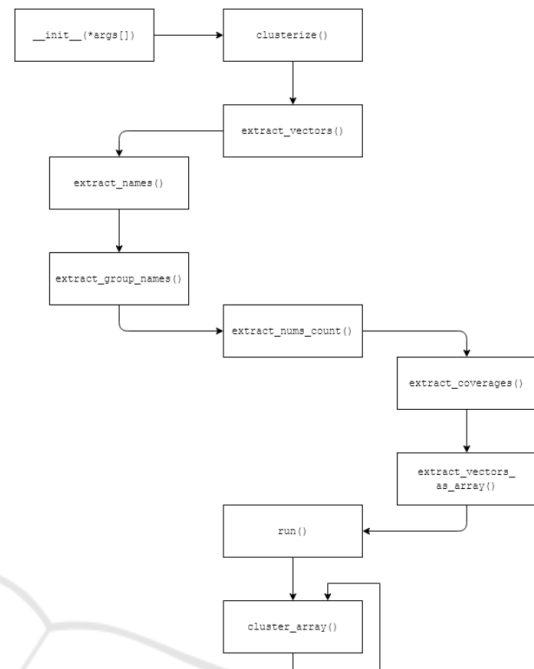 __init__(*args[])
clusterize()
extract_vectors()
extract_names()
extract_group_names()
extract_nums_count()
extract_coverages()
extract_vectors_
as_array()
run()
cluster_array()